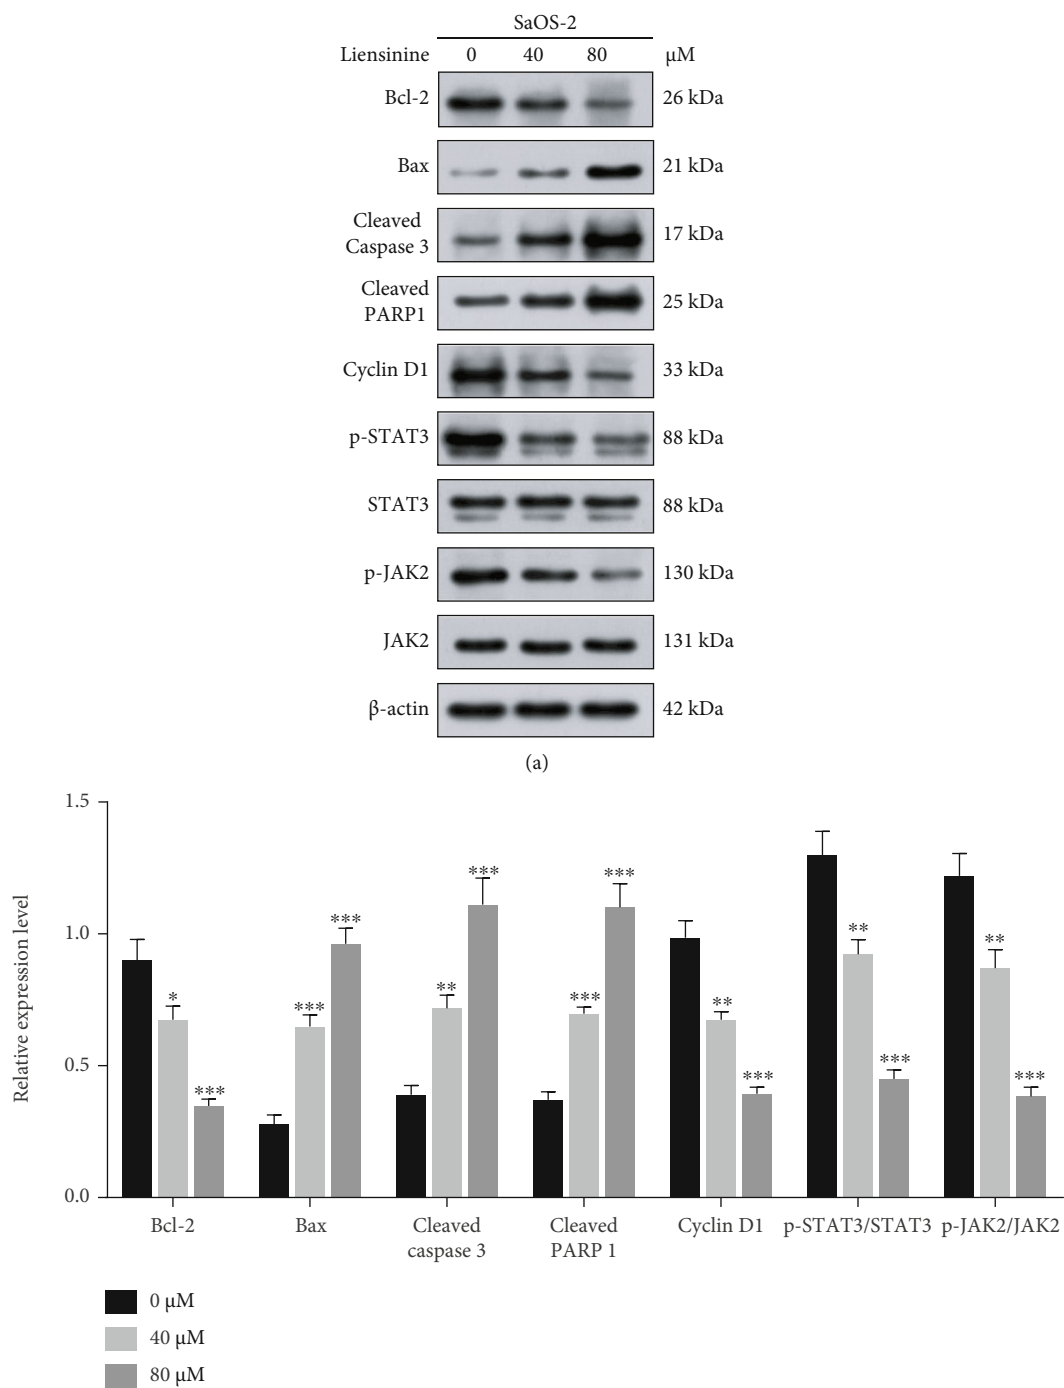 SaOS-2
Liensinine 0 40 80 μM
Bcl-2 26 kDa
Bax 21 kDa
Cleaved
Caspase 3 17 kDa
Cleaved
PARP1 25 kDa
Cyclin D1 33 kDa
p-STAT3 88 kDa
STAT3 88 kDa
p-JAK2 130 kDa
JAK2 131 kDa
β-actin 42 kDa
(a)
Relative expression level
1.5
1.0
0.5
0.0
* ***
*** ***
** ***
*** ***
** ***
** ***
** ***
Bcl-2 Bax Cleaved Cleaved Cyclin D1 p-STAT3/STAT3 p-JAK2/JAK2
caspase 3 PARP 1
0 μM
40 μM
80 μM